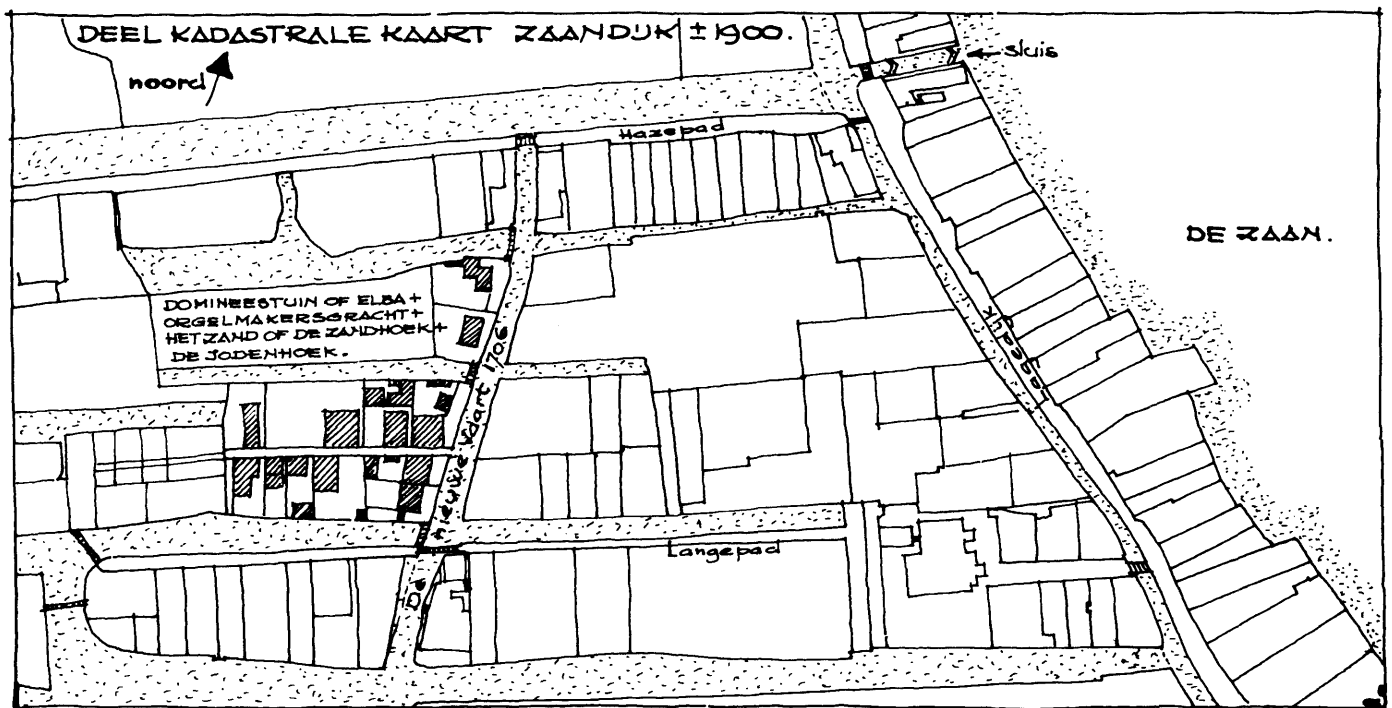 DEEL KADASTRALE KAART ZAANDIJK ± 1900.
noord
sluis
Hazepad
DE ZAAN.
DOMINEESTUIN OF ELBA +
ORGELMAKERSGRACHT +
HET ZAND OF DE ZANDHOEK +
DE JODENHOEK.
Lagedijk
De Nieuwe Vaart 1706
Langepad